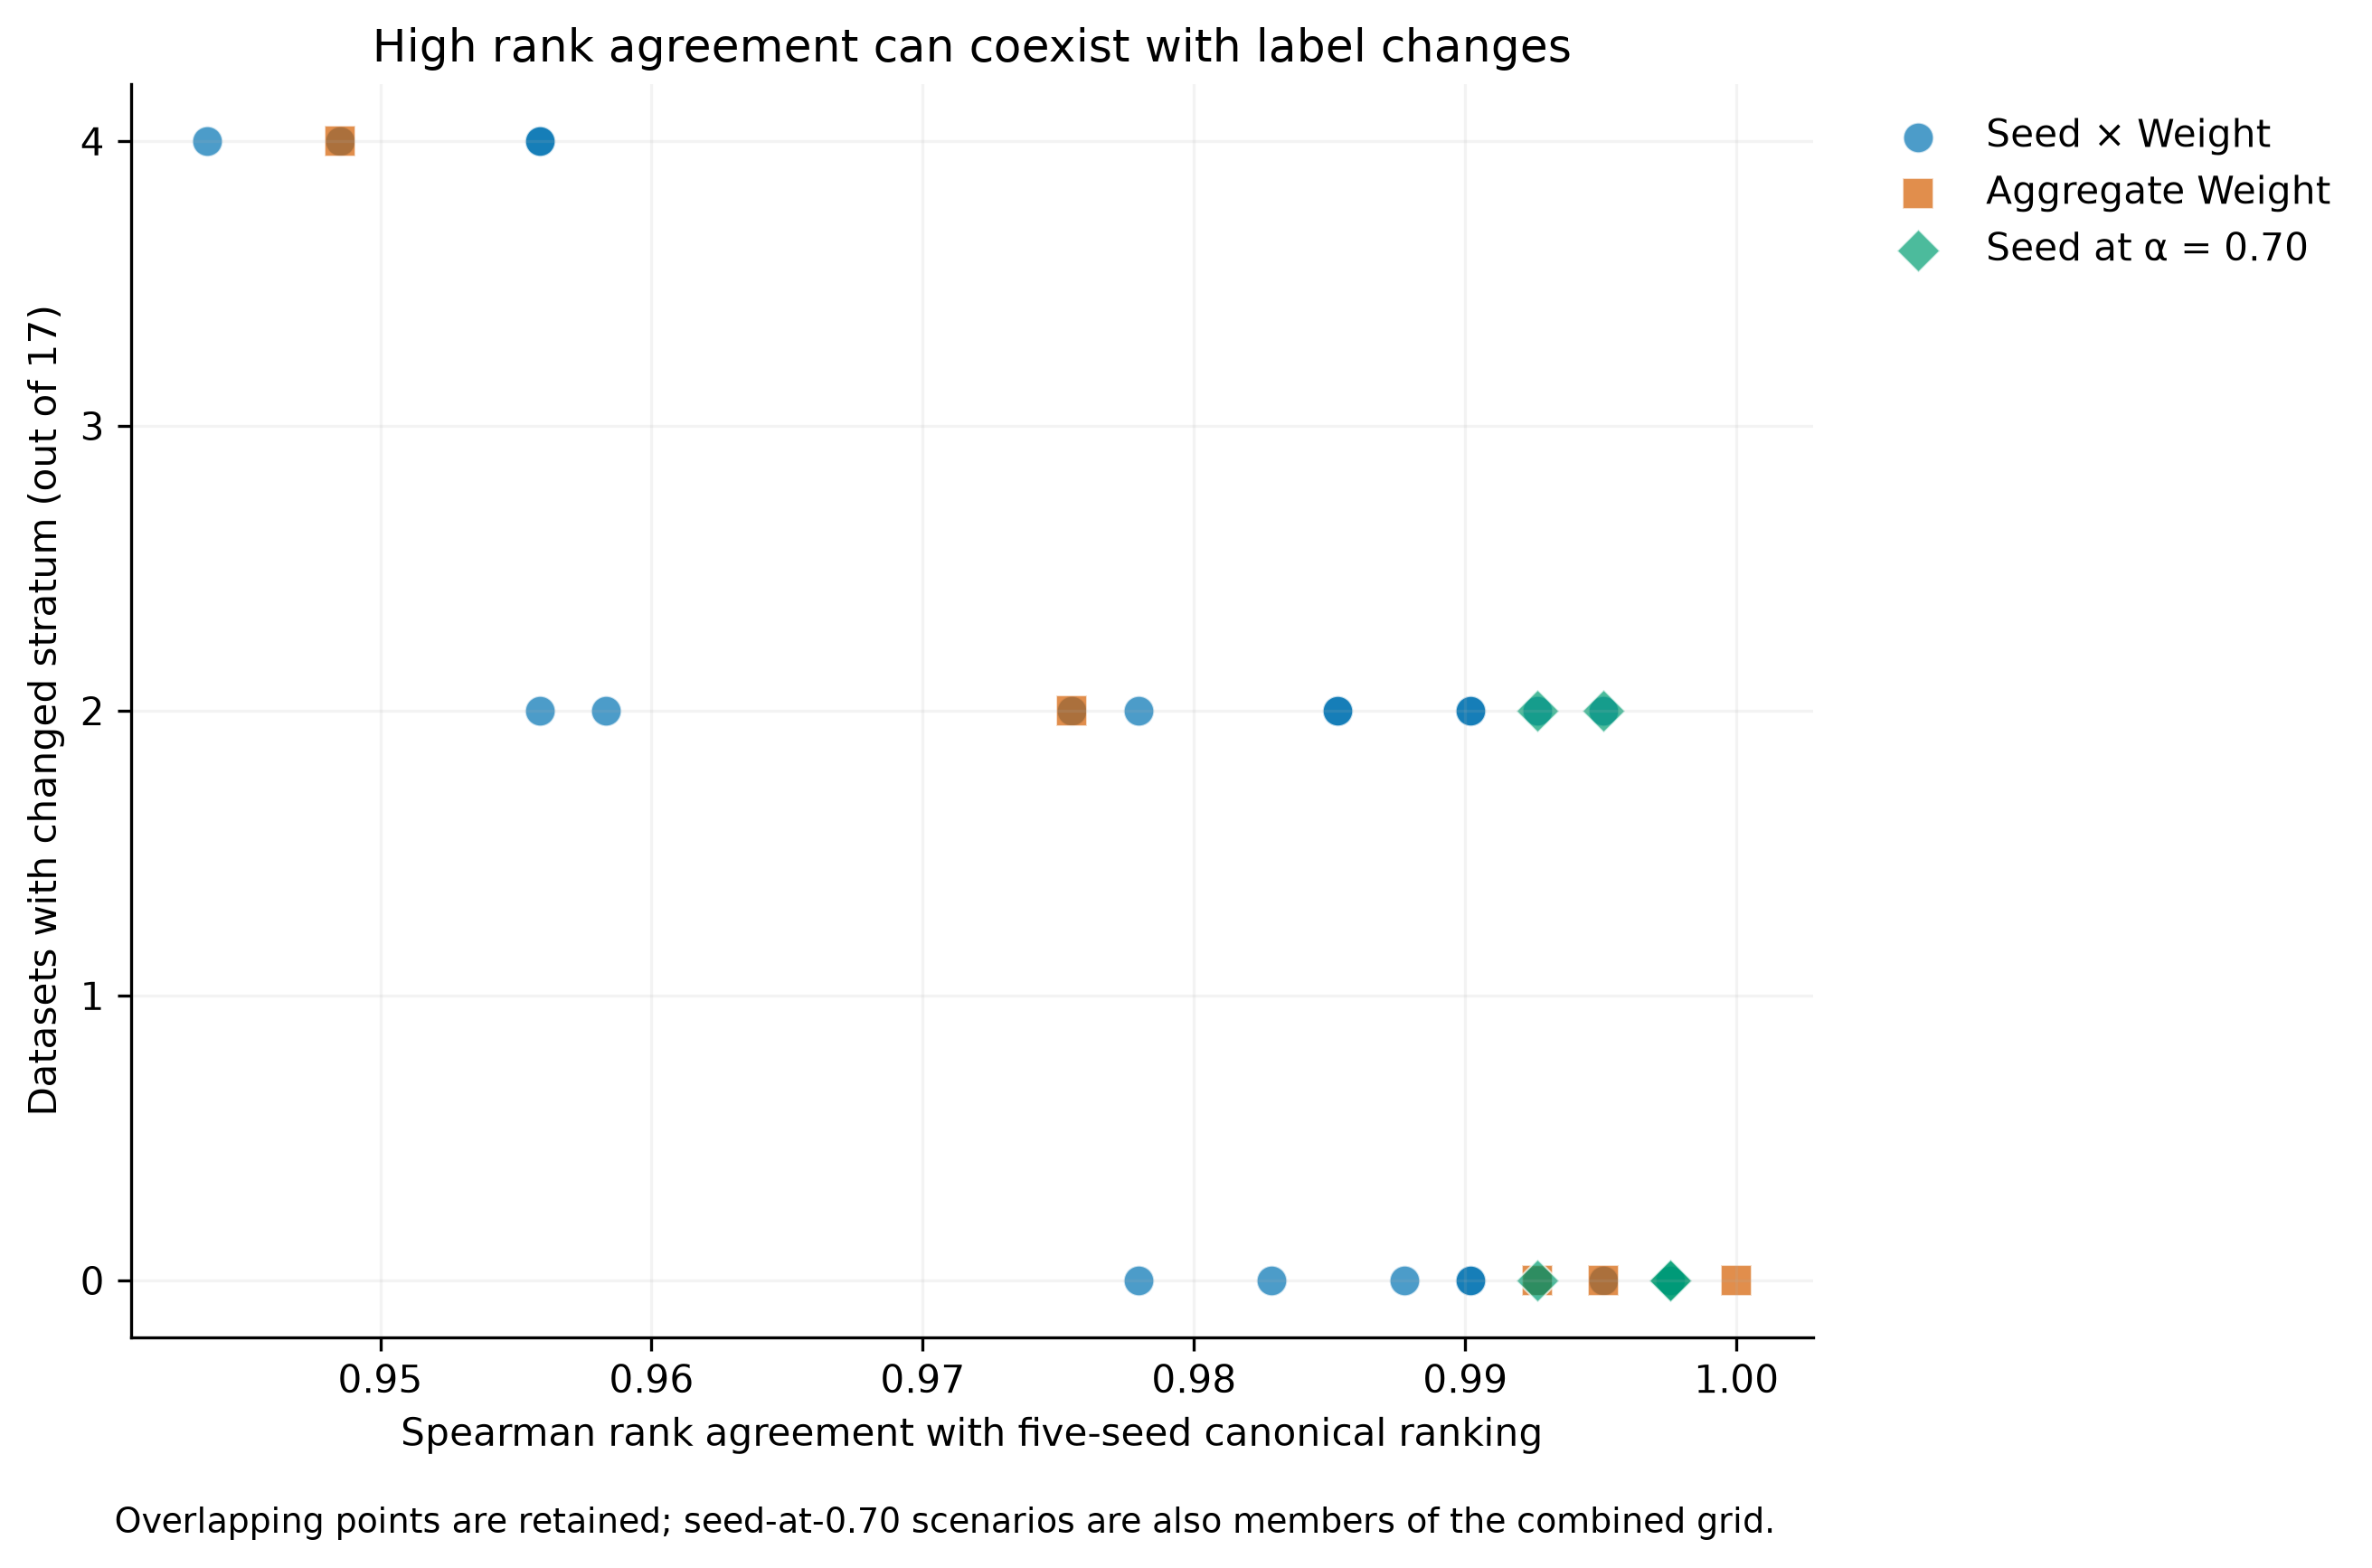 High rank agreement can coexist with label changes
Seed × Weight
Aggregate Weight
Seed at α = 0.70
Datasets with changed stratum (out of 17)
4
3
2
1
0
0.95 0.96 0.97 0.98 0.99 1.00
Spearman rank agreement with five-seed canonical ranking
Overlapping points are retained; seed-at-0.70 scenarios are also members of the combined grid.